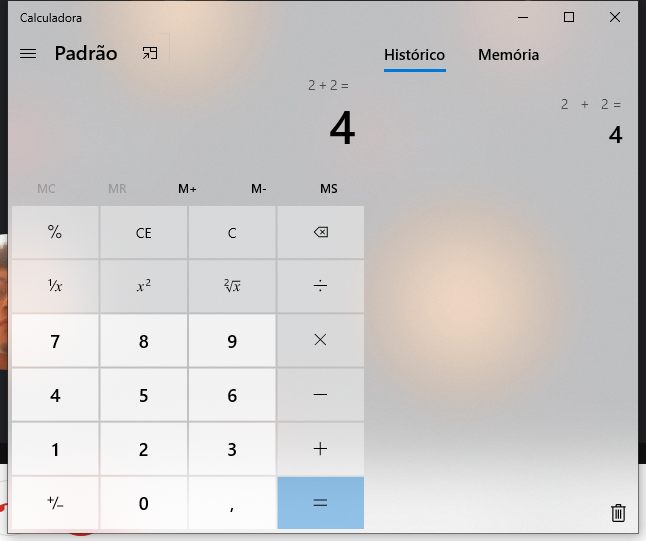 Calculadora
Padrão
Histórico Memória
2 + 2 =
4
2 + 2 =
4
MC MR M+ M- MS
% CE C
¹/x x² ²√x ÷
7 8 9 ×
4 5 6 −
1 2 3 +
+/− 0 , =